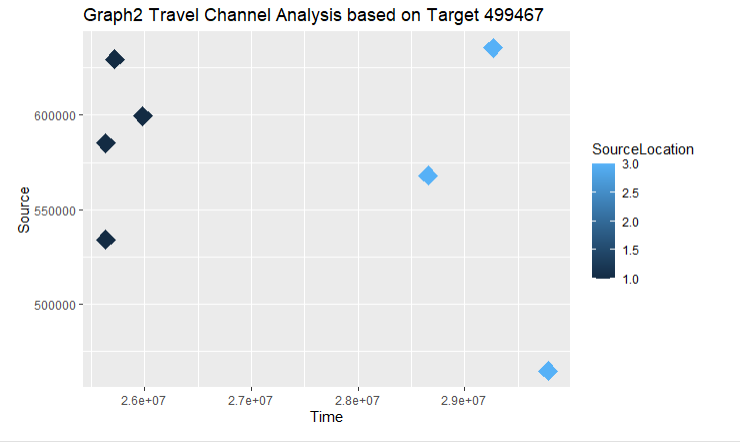 Graph2 Travel Channel Analysis based on Target 499467
Source
600000
550000
500000
2.6e+07 2.7e+07 2.8e+07 2.9e+07
Time
SourceLocation
3.0
2.5
2.0
1.5
1.0